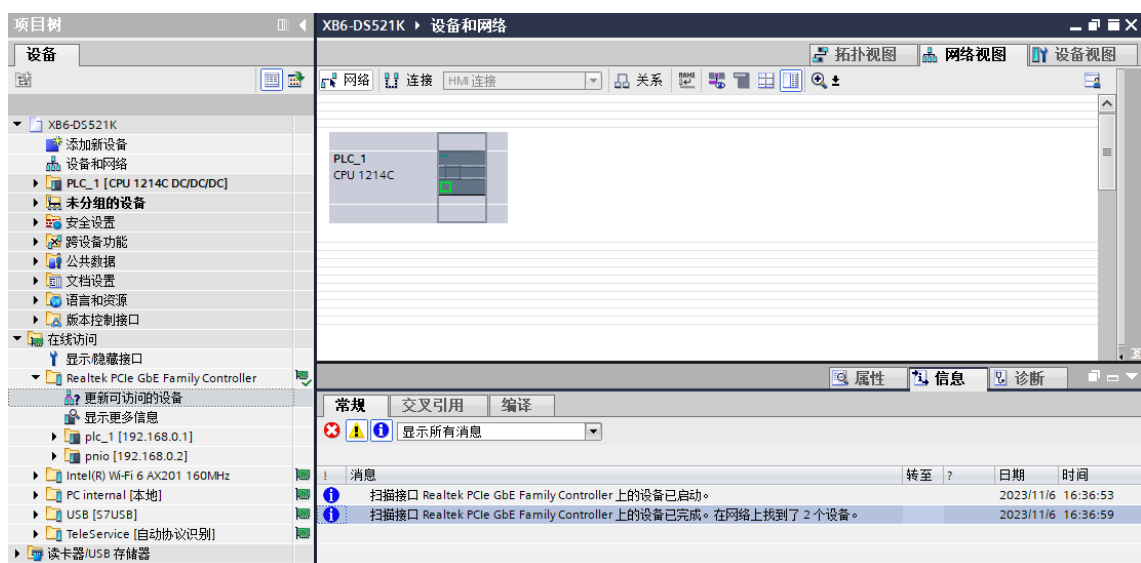 项目树
XB6-DS521K ▸ 设备和网络
设备
拓扑视图 网络视图 设备视图
网络 连接 HMI 连接 关系
XB6-DS521K
添加新设备
设备和网络
PLC_1 [CPU 1214C DC/DC/DC]
未分组的设备
安全设置
跨设备功能
公共数据
文档设置
语言和资源
版本控制接口
在线访问
显示/隐藏接口
Realtek PCIe GbE Family Controller
更新可访问的设备
显示更多信息
plc_1 [192.168.0.1]
pnio [192.168.0.2]
Intel(R) Wi-Fi 6 AX201 160MHz
PC internal [本地]
USB [S7USB]
TeleService [自动协议识别]
读卡器/USB 存储器
PLC_1
CPU 1214C
属性 信息 诊断
常规 交叉引用 编译
显示所有消息
! 消息 转至 ? 日期 时间
扫描接口 Realtek PCIe GbE Family Controller 上的设备已启动。 2023/11/6 16:36:53
扫描接口 Realtek PCIe GbE Family Controller 上的设备已完成。在网络上找到了 2 个设备。 2023/11/6 16:36:59